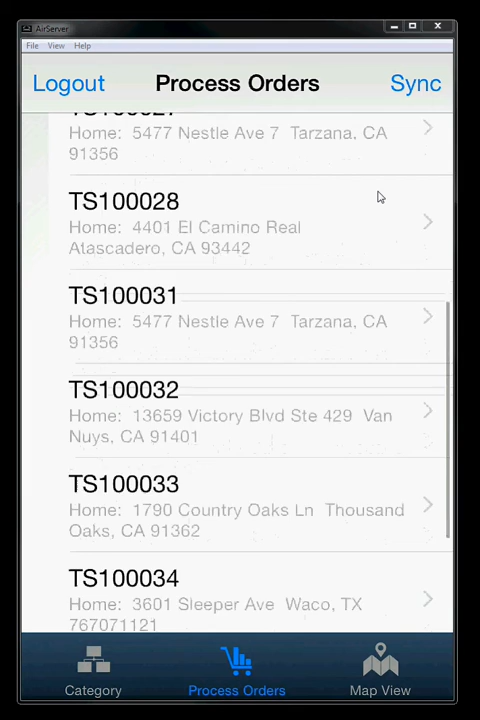 AirServer
File View Help
Logout Process Orders Sync
TS100027
Home: 5477 Nestle Ave 7 Tarzana, CA
91356
TS100028
Home: 4401 El Camino Real
Atascadero, CA 93442
TS100031
Home: 5477 Nestle Ave 7 Tarzana, CA
91356
TS100032
Home: 13659 Victory Blvd Ste 429 Van
Nuys, CA 91401
TS100033
Home: 1790 Country Oaks Ln Thousand
Oaks, CA 91362
TS100034
Home: 3601 Sleeper Ave Waco, TX
767071121
Category Process Orders Map View